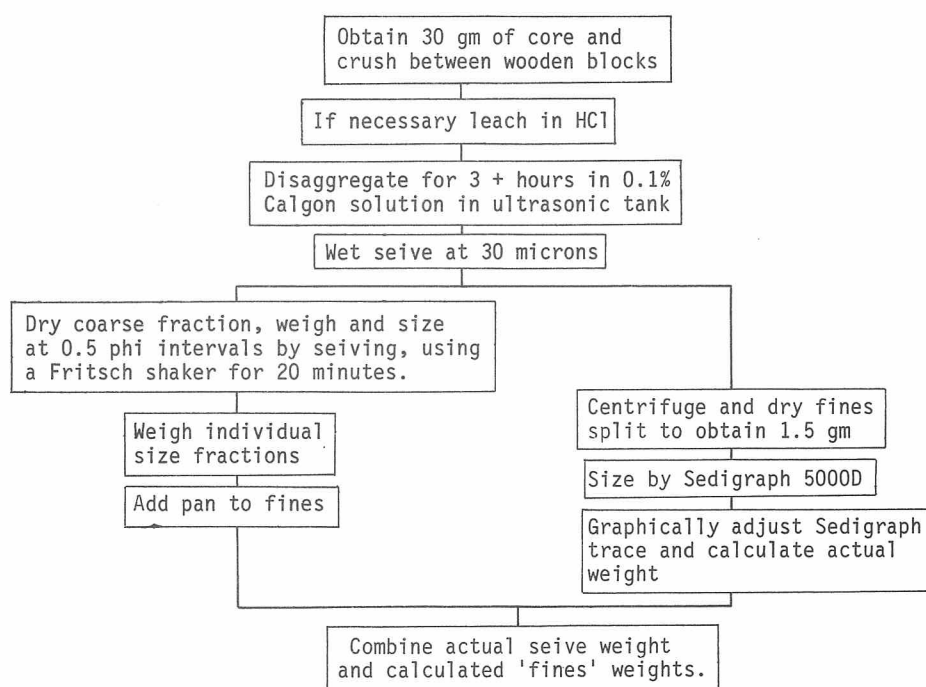 Obtain 30 gm of core and
crush between wooden blocks
If necessary leach in HCl
Disaggregate for 3 + hours in 0.1%
Calgon solution in ultrasonic tank
Wet seive at 30 microns
Dry coarse fraction, weigh and size
at 0.5 phi intervals by seiving, using
a Fritsch shaker for 20 minutes.
Weigh individual
size fractions
Add pan to fines
Centrifuge and dry fines
split to obtain 1.5 gm
Size by Sedigraph 5000D
Graphically adjust Sedigraph
trace and calculate actual
weight
Combine actual seive weight
and calculated 'fines' weights.